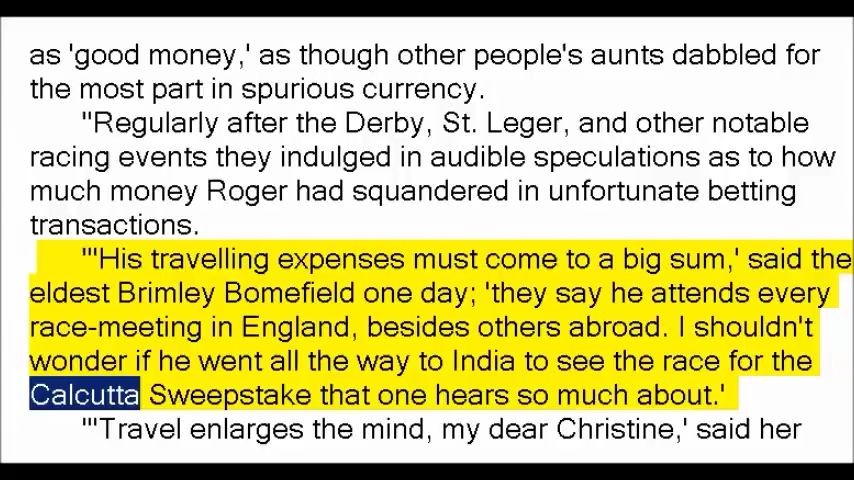 as 'good money,' as though other people's aunts dabbled for
the most part in spurious currency.
"Regularly after the Derby, St. Leger, and other notable
racing events they indulged in audible speculations as to how
much money Roger had squandered in unfortunate betting
transactions.
"'His travelling expenses must come to a big sum,' said the
eldest Brimley Bomefield one day; 'they say he attends every
race-meeting in England, besides others abroad. I shouldn't
wonder if he went all the way to India to see the race for the
Calcutta Sweepstake that one hears so much about.'
"'Travel enlarges the mind, my dear Christine,' said her